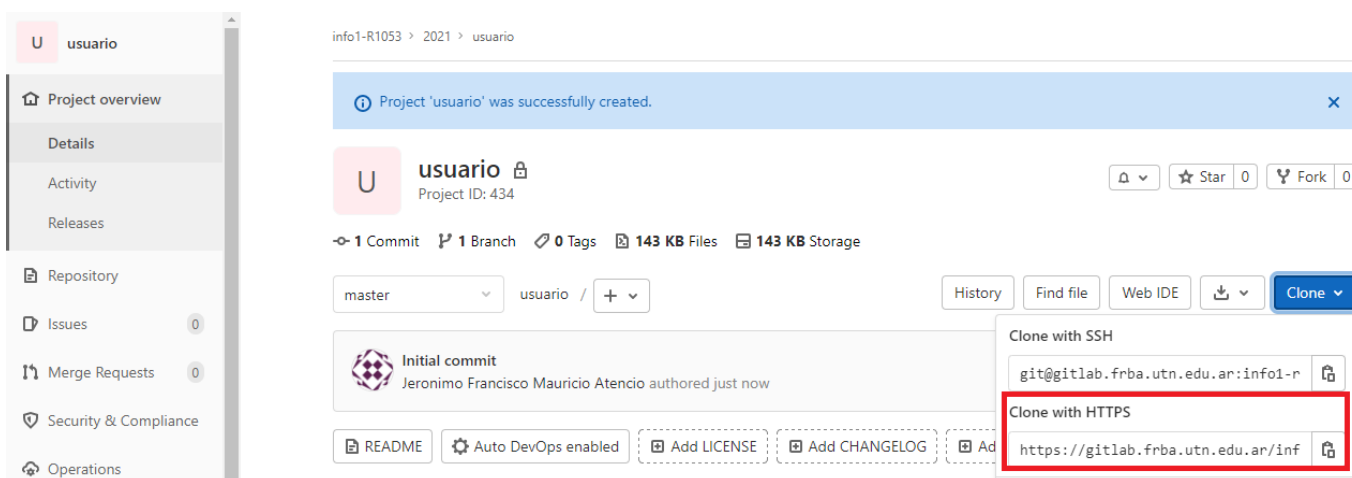 U usuario
Project overview
Details
Activity
Releases
Repository
Issues 0
Merge Requests 0
Security & Compliance
Operations
info1-R1053 > 2021 > usuario
Project 'usuario' was successfully created.
U
usuario
Project ID: 434
Star 0 Fork 0
1 Commit 1 Branch 0 Tags 143 KB Files 143 KB Storage
master usuario / + History Find file Web IDE Clone
Initial commit
Jeronimo Francisco Mauricio Atencio authored just now
README Auto DevOps enabled Add LICENSE Add CHANGELOG Ad
Clone with SSH
git@gitlab.frba.utn.edu.ar:info1-r
Clone with HTTPS
https://gitlab.frba.utn.edu.ar/inf